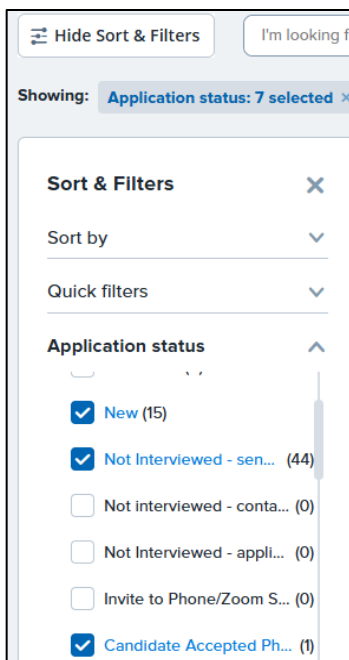 Hide Sort & Filters
I'm looking f
Showing: Application status: 7 selected ×
Sort & Filters
Sort by
Quick filters
Application status
New (15)
Not Interviewed - sen... (44)
Not interviewed - conta... (0)
Not Interviewed - appli... (0)
Invite to Phone/Zoom S... (0)
Candidate Accepted Ph... (1)